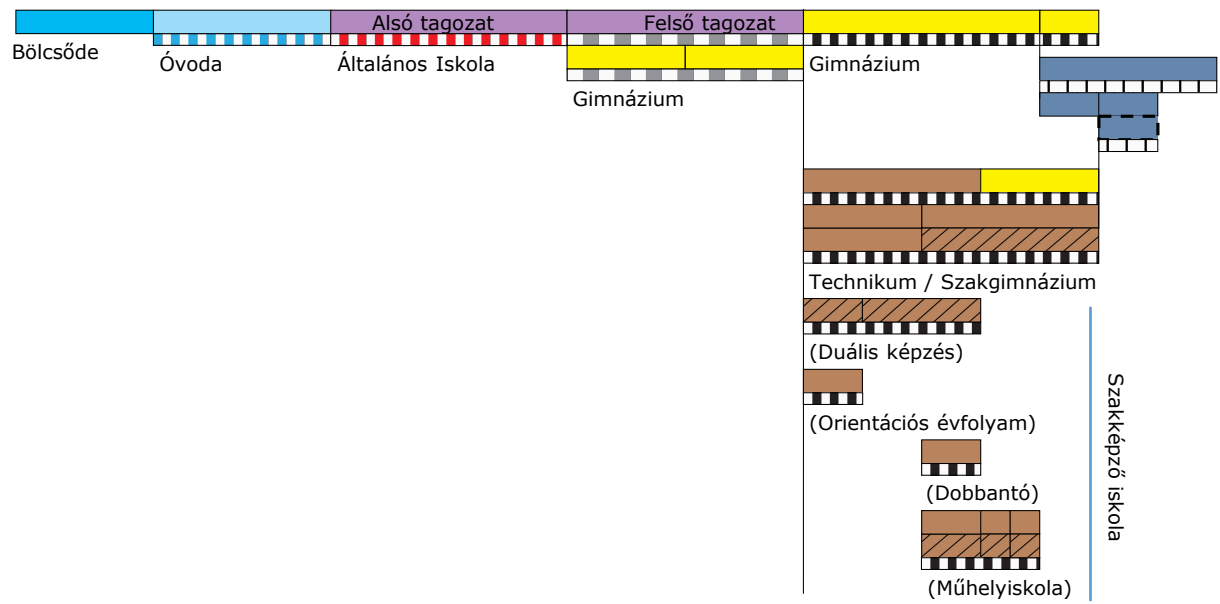 Alsó tagozat
Felső tagozat
Bölcsőde
Óvoda
Általános Iskola
Gimnázium
Gimnázium
Technikum / Szakgimnázium
(Duális képzés)
(Orientációs évfolyam)
(Dobbantó)
(Műhelyiskola)
Szakképző iskola